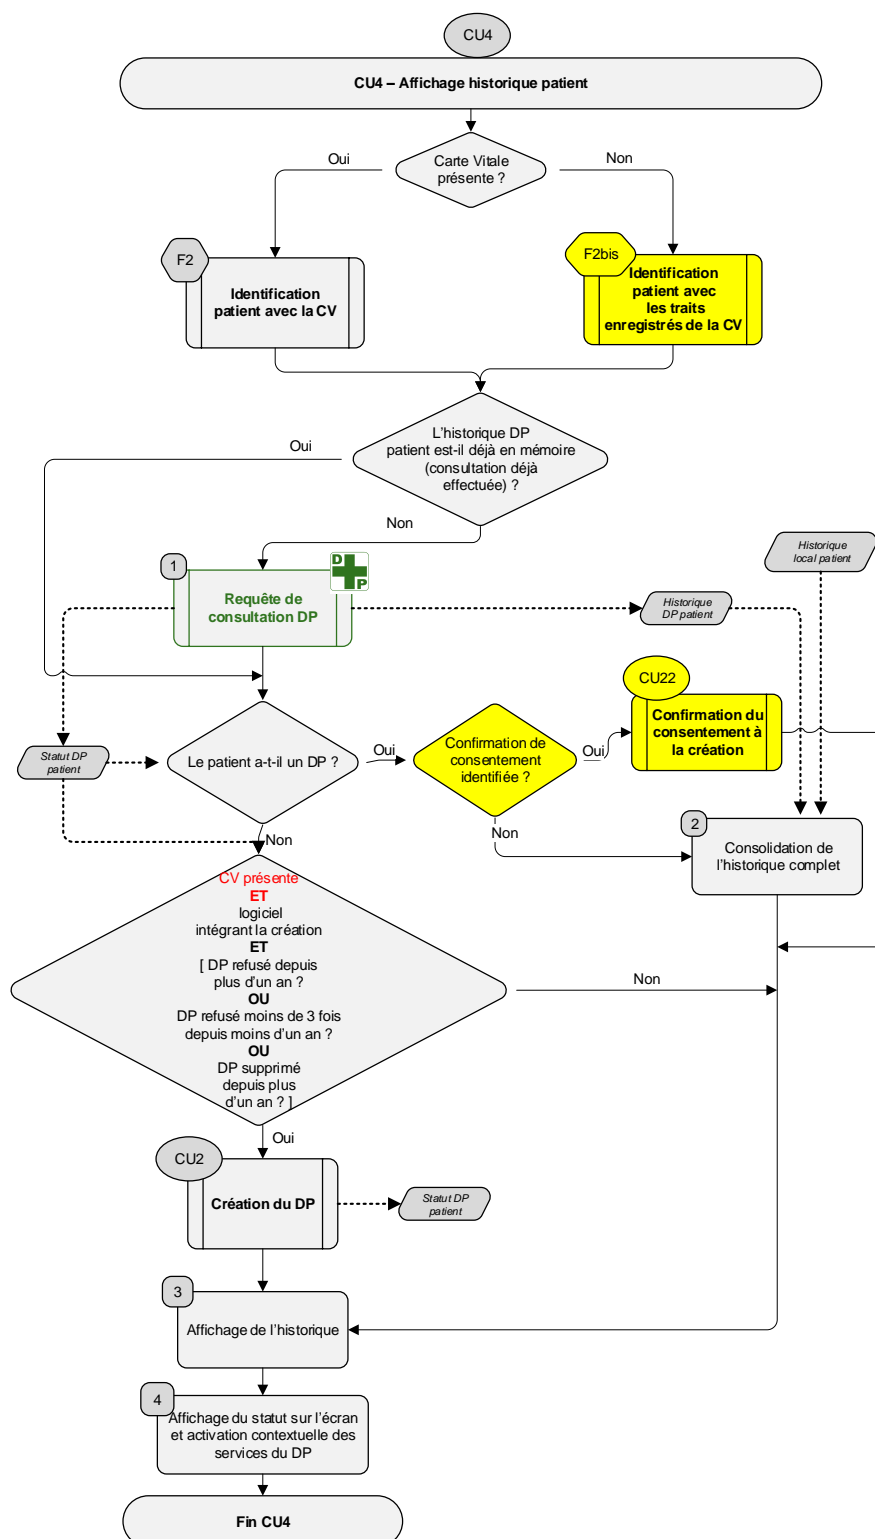 CU4
CU4 – Affichage historique patient
Carte Vitale
présente ?
Oui
Non
F2
Identification
patient avec la CV
F2bis
Identification
patient avec
les traits
enregistrés de la CV
L'historique DP
patient est-il déjà en mémoire
(consultation déjà
effectuée) ?
Oui
Non
1
D
P
Requête de
consultation DP
Historique
local patient
Historique
DP patient
Statut DP
patient
Le patient a-t-il un DP ?
Oui
Confirmation de
consentement
identifiée ?
Oui
CU22
Confirmation du
consentement à
la création
Non
Non
2
Consolidation de
l'historique complet
CV présente
ET
logiciel
intégrant la création
ET
[ DP refusé depuis
plus d'un an ?
OU
DP refusé moins de 3 fois
depuis moins d'un an ?
OU
DP supprimé
depuis plus
d'un an ? ]
Non
Oui
CU2
Création du DP
Statut DP
patient
3
Affichage de l'historique
4
Affichage du statut sur l'écran
et activation contextuelle des
services du DP
Fin CU4